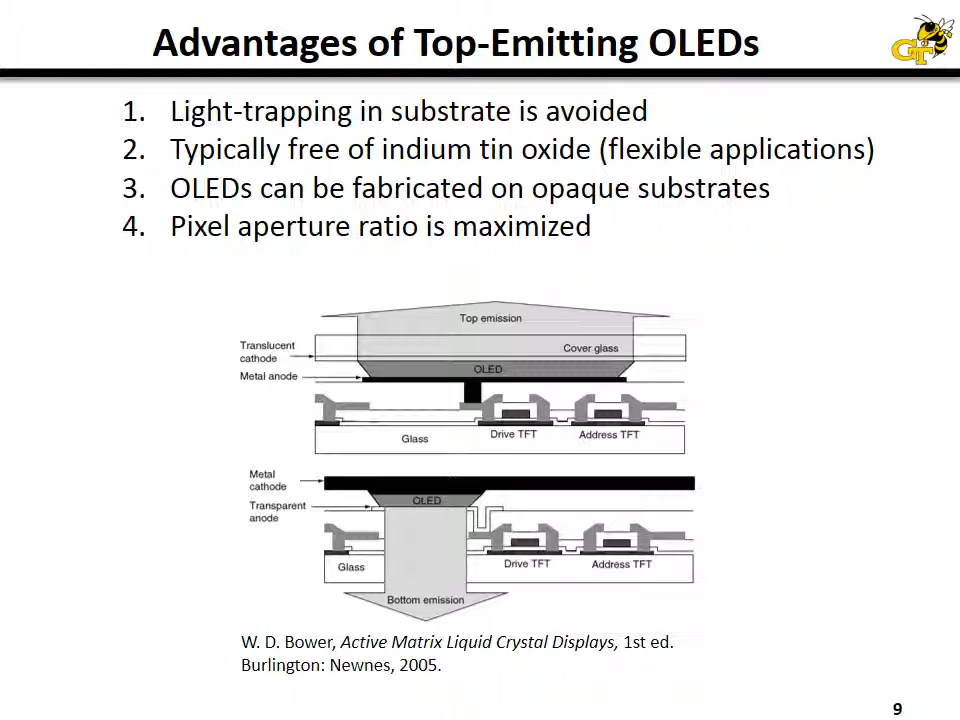 Advantages of Top-Emitting OLEDs
GT
1. Light-trapping in substrate is avoided
2. Typically free of indium tin oxide (flexible applications)
3. OLEDs can be fabricated on opaque substrates
4. Pixel aperture ratio is maximized
Top emission
Translucent
cathode
Cover glass
OLED
Metal anode
Drive TFT
Address TFT
Glass
Metal
cathode
OLED
Transparent
anode
Glass
Drive TFT
Address TFT
Bottom emission
W. D. Bower, Active Matrix Liquid Crystal Displays, 1st ed.
Burlington: Newnes, 2005.
9